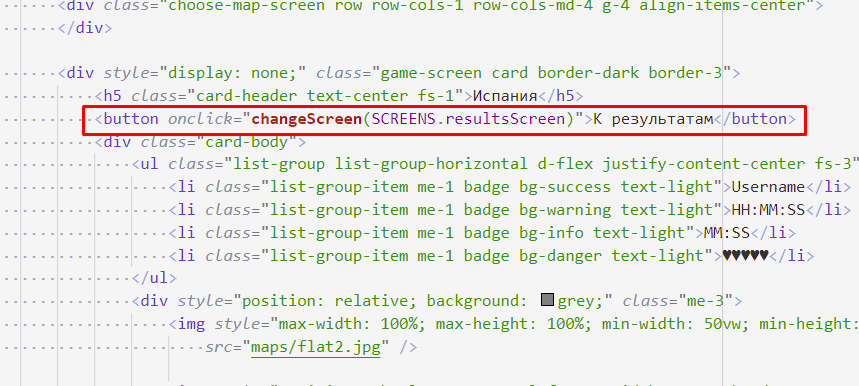 <div class="choose-map-screen row row-cols-1 row-cols-md-4 g-4 align-items-center">
</div>
<div style="display: none;" class="game-screen card border-dark border-3">
<h5 class="card-header text-center fs-1">Испания</h5>
<button onclick="changeScreen(SCREENS.resultsScreen)">К результатам</button>
<div class="card-body">
<ul class="list-group list-group-horizontal d-flex justify-content-center fs-3"
<li class="list-group-item me-1 badge bg-success text-light">Username</li>
<li class="list-group-item me-1 badge bg-warning text-light">HH:MM:SS</li>
<li class="list-group-item me-1 badge bg-info text-light">MM:SS</li>
<li class="list-group-item me-1 badge bg-danger text-light">♥♥♥♥♥</li>
</ul>
<div style="position: relative; background: grey;" class="me-3">
<img style="max-width: 100%; max-height: 100%; min-width: 50vw; min-height:
src="maps/flat2.jpg" />